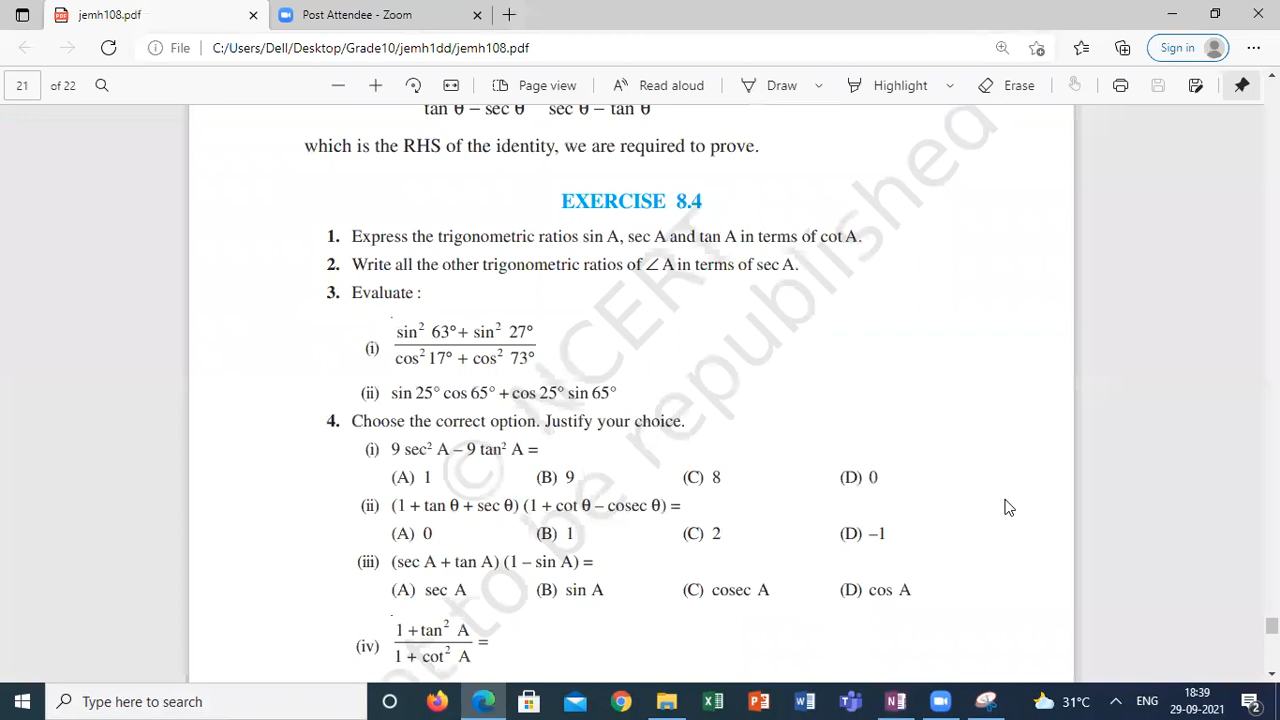 jemh108.pdf
Post Attendee - Zoom
File
C:/Users/Dell/Desktop/Grade10/jemh1dd/jemh108.pdf
Sign in
21 of 22
Page view
Read aloud
Draw
Highlight
Erase
tan θ – sec θ sec θ – tan θ
which is the RHS of the identity, we are required to prove.
EXERCISE 8.4
1. Express the trigonometric ratios sin A, sec A and tan A in terms of cot A.
2. Write all the other trigonometric ratios of ∠ A in terms of sec A.
3. Evaluate :
(i) sin² 63° + sin² 27°
cos² 17° + cos² 73°
(ii) sin 25° cos 65° + cos 25° sin 65°
4. Choose the correct option. Justify your choice.
(i) 9 sec² A – 9 tan² A =
(A) 1 (B) 9 (C) 8 (D) 0
(ii) (1 + tan θ + sec θ) (1 + cot θ – cosec θ) =
(A) 0 (B) 1 (C) 2 (D) –1
(iii) (sec A + tan A) (1 – sin A) =
(A) sec A (B) sin A (C) cosec A (D) cos A
(iv) 1 + tan² A =
1 + cot² A
© NCERT
not to be republished
Type here to search
31°C
ENG
18:39
29-09-2021
2